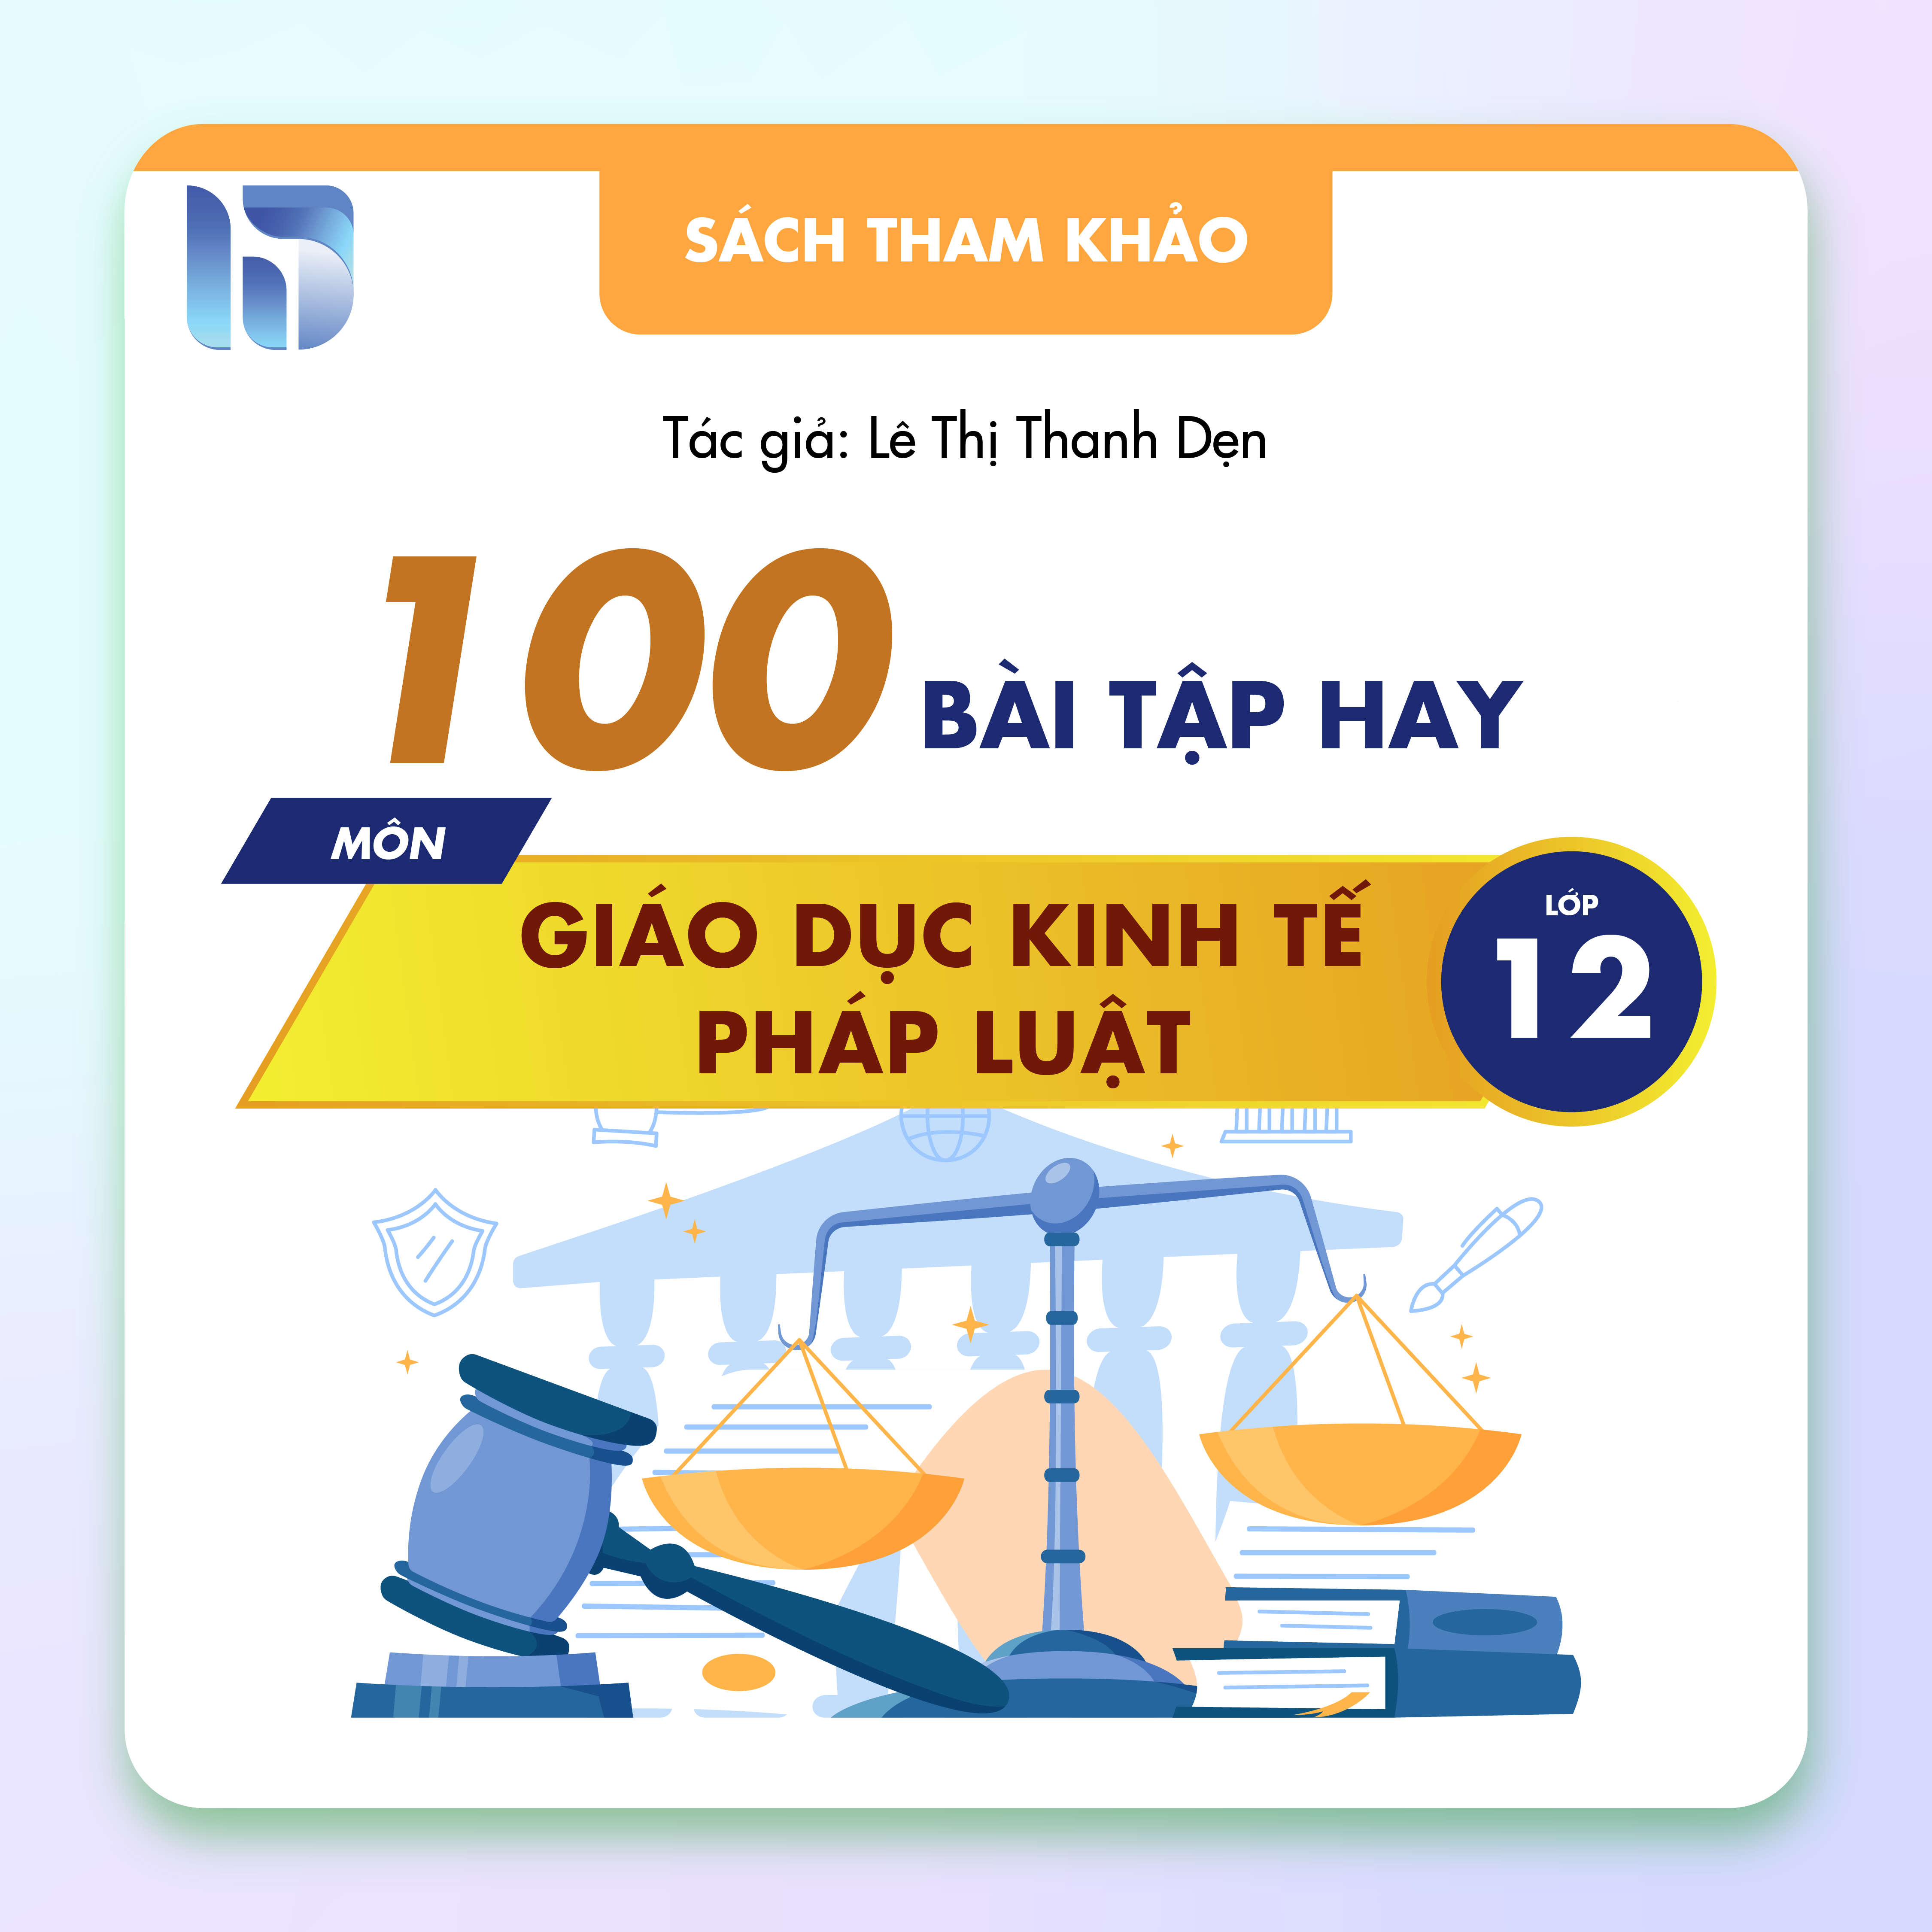 SÁCH THAM KHẢO
Tác giả: Lê Thị Thanh Dẹn
100 BÀI TẬP HAY
MÔN
GIÁO DỤC KINH TẾ
PHÁP LUẬT
LỚP
12